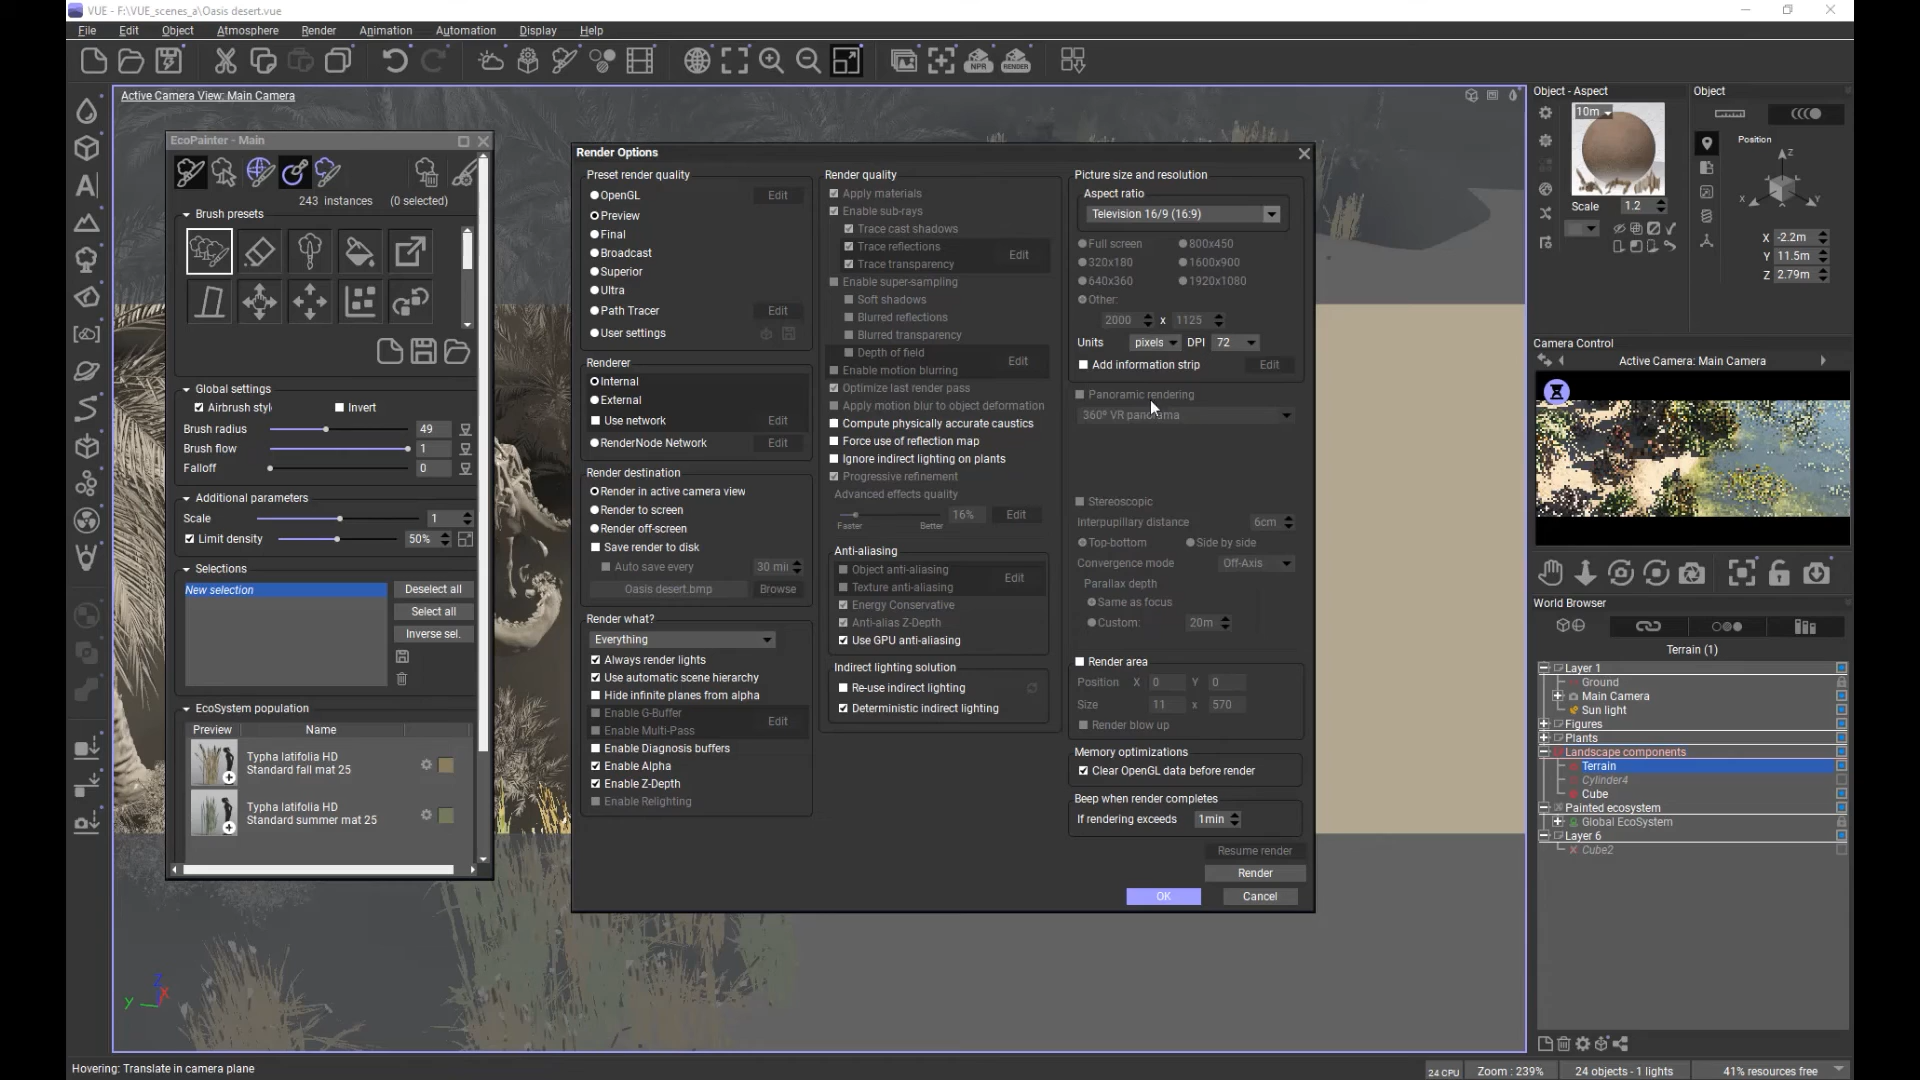 VUE - F:\VUE_scenes_a\Oasis desert.vue
File Edit Object Atmosphere Render Animation Automation Display Help
NPR RENDER
Active Camera View: Main Camera
EcoPainter - Main
243 instances (0 selected)
Brush presets
Global settings
Airbrush style
Invert
Brush radius 49
Brush flow 1
Falloff 0
Additional parameters
Scale 1
Limit density 50%
Selections
New selection
Deselect all
Select all
Inverse sel.
EcoSystem population
Preview Name
Typha latifolia HD
Standard fall mat 25
Typha latifolia HD
Standard summer mat 25
Render Options
Preset render quality
OpenGL Edit
Preview
Final
Broadcast
Superior
Ultra
Path Tracer Edit
User settings
Renderer
Internal
External
Use network Edit
RenderNode Network Edit
Render destination
Render in active camera view
Render to screen
Render off-screen
Save render to disk
Auto save every 30 min
Oasis desert.bmp Browse
Render what?
Everything
Always render lights
Use automatic scene hierarchy
Hide infinite planes from alpha
Enable G-Buffer
Enable Multi-Pass
Edit
Enable Diagnosis buffers
Enable Alpha
Enable Z-Depth
Enable Relighting
Render quality
Apply materials
Enable sub-rays
Trace cast shadows
Trace reflections
Trace transparency
Edit
Enable super-sampling
Soft shadows
Blurred reflections
Blurred transparency
Depth of field
Enable motion blurring
Edit
Optimize last render pass
Apply motion blur to object deformation
Compute physically accurate caustics
Force use of reflection map
Ignore indirect lighting on plants
Progressive refinement
Advanced effects quality
16% Edit
Faster Better
Anti-aliasing
Object anti-aliasing
Texture anti-aliasing
Edit
Energy Conservative
Anti-alias Z-Depth
Use GPU anti-aliasing
Indirect lighting solution
Re-use indirect lighting
Deterministic indirect lighting
Picture size and resolution
Aspect ratio
Television 16/9 (16:9)
Full screen 800x450
320x180 1600x900
640x360 1920x1080
Other:
2000 x 1125
Units pixels DPI 72
Add information strip Edit
Panoramic rendering
360º VR panorama
Stereoscopic
Interpupillary distance 6cm
Top-bottom Side by side
Convergence mode Off-Axis
Parallax depth
Same as focus
Custom: 20m
Render area
Position X 0 Y 0
Size 11 x 570
Render blow up
Memory optimizations
Clear OpenGL data before render
Beep when render completes
If rendering exceeds 1min
Resume render
Render
OK Cancel
Z
Y X
Object - Aspect
10m
Scale 1.2
Object
Position
Z
X Y
X -2.2m
Y 11.5m
Z 2.79m
Camera Control
Active Camera: Main Camera
World Browser
Terrain (1)
Layer 1
Ground
Main Camera
Sun light
Figures
Plants
Landscape components
Terrain
Cylinder4
Cube
Painted ecosystem
Global EcoSystem
Layer 6
Cube2
Hovering: Translate in camera plane
24 CPU Zoom : 239% 24 objects - 1 lights 41% resources free